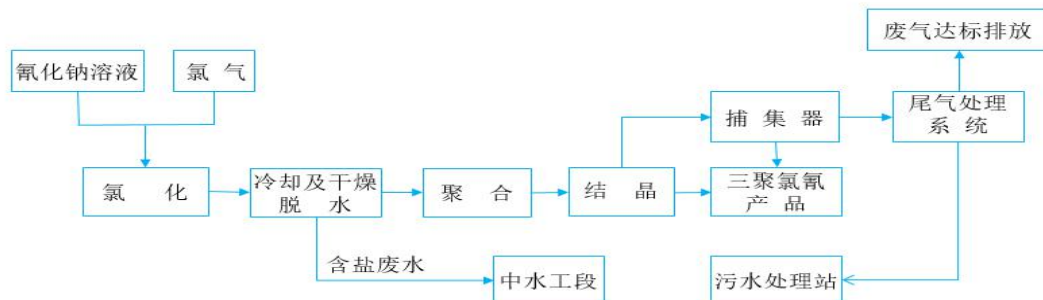 废气达标排放
氰化钠溶液
氯 气
捕 集 器
尾气处理
系 统
氯 化
冷却及干燥
脱 水
聚 合
结 晶
三聚氯氰
产 品
含盐废水
中水工段
污水处理站